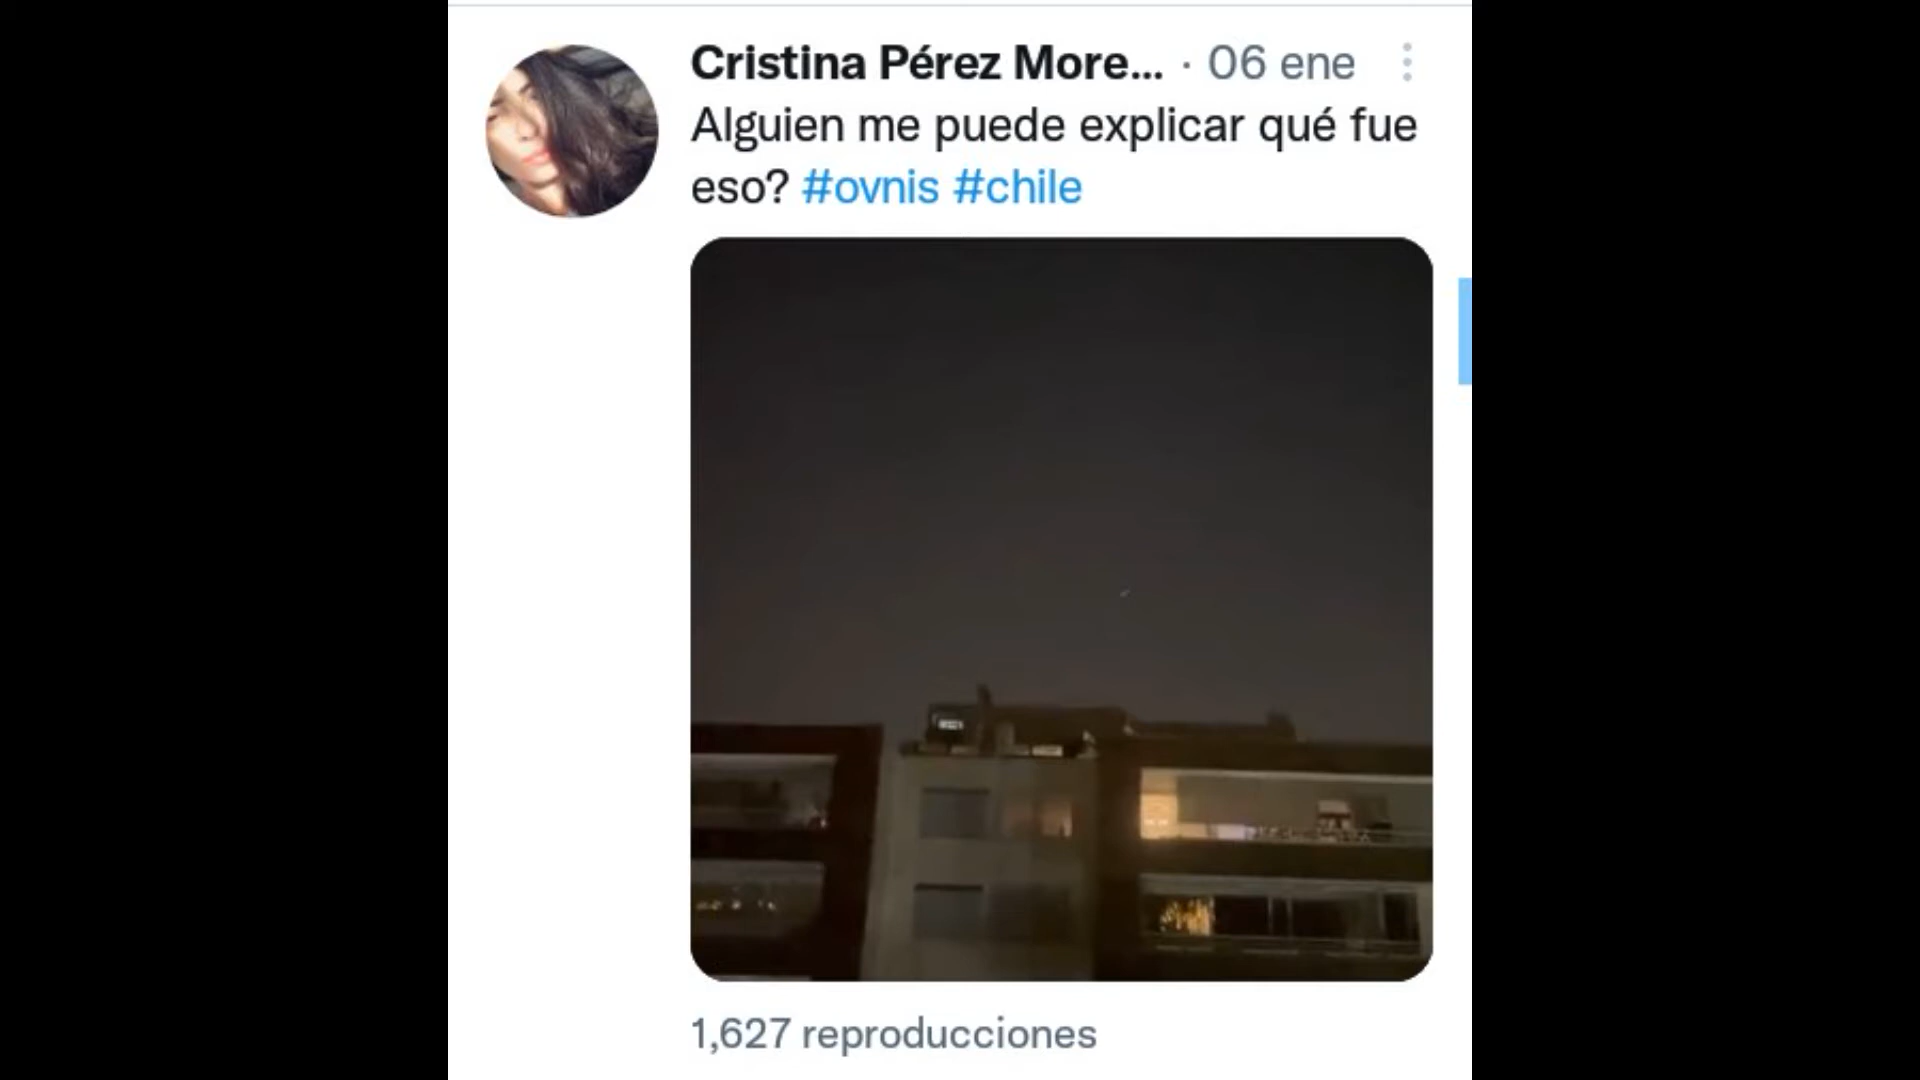 Cristina Pérez More... · 06 ene
Alguien me puede explicar qué fue
eso? #ovnis #chile
1,627 reproducciones